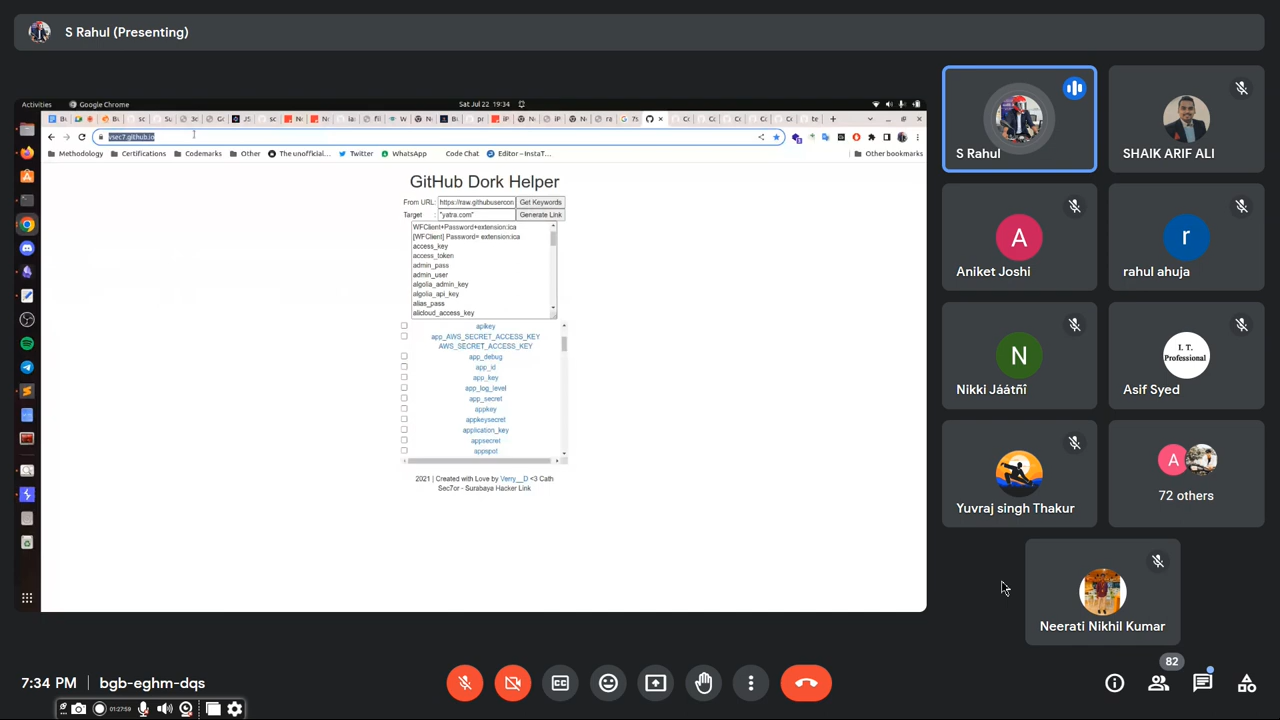 S Rahul (Presenting)
Activities
Google Chrome
Sat Jul 22 19:34
vsec7.github.io
Methodology
Certifications
Codemarks
Other
The unofficial...
Twitter
WhatsApp
Code Chat
Editor – InstaT...
Other bookmarks
GitHub Dork Helper
From URL: https://raw.githubusercon Get Keywords
Target : "yatra.com" Generate Link
WFClient+Password+extension:ica
[WFClient] Password= extension:ica
access_key
access_token
admin_pass
admin_user
algolia_admin_key
algolia_api_key
alias_pass
alicloud_access_key
apikey
app_AWS_SECRET_ACCESS_KEY
AWS_SECRET_ACCESS_KEY
app_debug
app_id
app_key
app_log_level
app_secret
appkey
appkeysecret
application_key
appsecret
appspot
2021 | Created with Love by Verry__D <3 Cath
Sec7or - Surabaya Hacker Link
S Rahul
SHAIK ARIF ALI
A
Aniket Joshi
r
rahul ahuja
N
Nikki Jáátñî
I. T.
Professional
Asif Syed
Yuvraj singh Thakur
A
72 others
Neerati Nikhil Kumar
7:34 PM
bgb-eghm-dqs
82
01:27:59